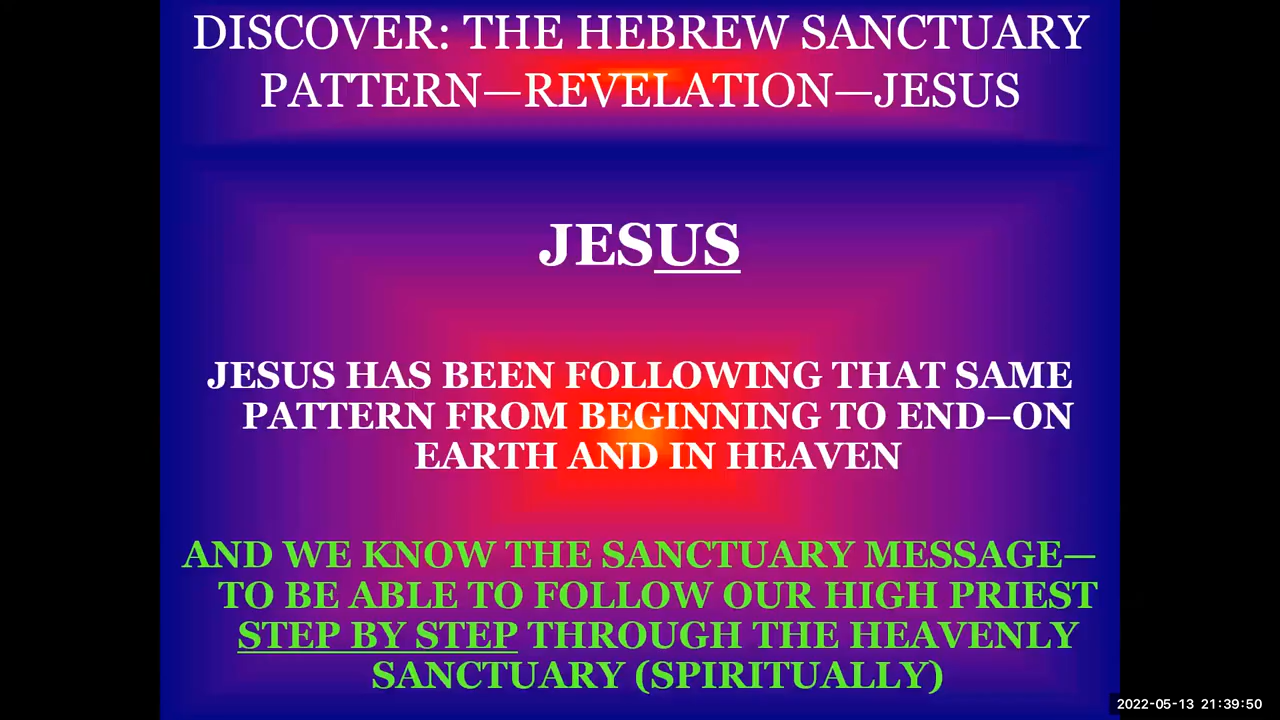 DISCOVER: THE HEBREW SANCTUARY
PATTERN—REVELATION—JESUS
JESUS
JESUS HAS BEEN FOLLOWING THAT SAME
PATTERN FROM BEGINNING TO END–ON
EARTH AND IN HEAVEN
AND WE KNOW THE SANCTUARY MESSAGE—
TO BE ABLE TO FOLLOW OUR HIGH PRIEST
STEP BY STEP THROUGH THE HEAVENLY
SANCTUARY (SPIRITUALLY)
2022-05-13 21:39:50